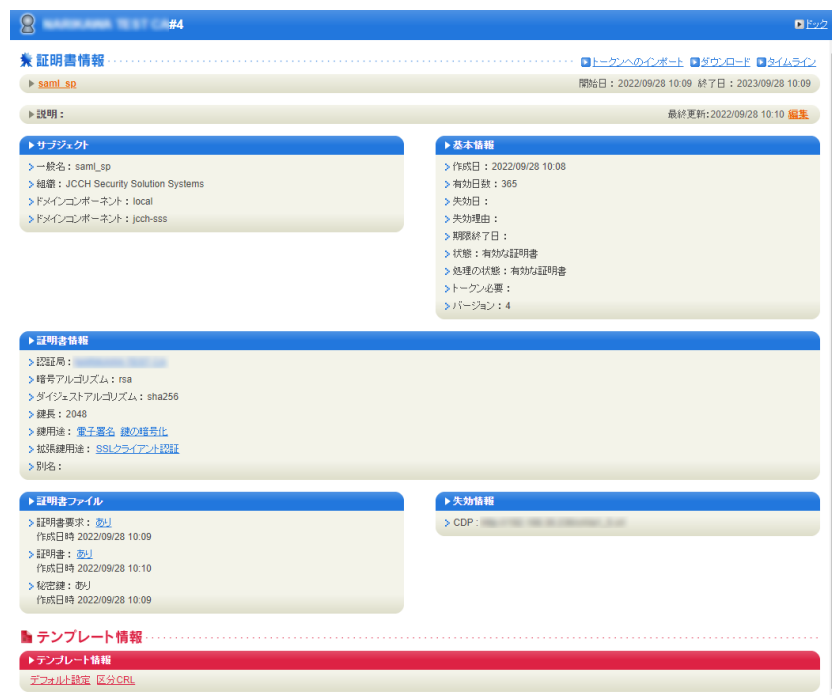 #4
ドック
証明書情報
トークンへのインポート ダウンロード タイムライン
saml_sp
開始日：2022/09/28 10:09 終了日：2023/09/28 10:09
説明：
最終更新:2022/09/28 10:10 編集
サブジェクト
一般名：saml_sp
組織：JCCH Security Solution Systems
ドメインコンポーネント：local
ドメインコンポーネント：jcch-sss
基本情報
作成日：2022/09/28 10:08
有効日数：365
失効日：
失効理由：
期限終了日：
状態：有効な証明書
処理の状態：有効な証明書
トークン必要：
バージョン：4
証明書情報
認証局：
暗号アルゴリズム：rsa
ダイジェストアルゴリズム：sha256
鍵長：2048
鍵用途： 電子署名 鍵の暗号化
拡張鍵用途： SSLクライアント認証
別名：
証明書ファイル
証明書要求： あり
作成日時 2022/09/28 10:09
証明書： あり
作成日時 2022/09/28 10:10
秘密鍵：あり
作成日時 2022/09/28 10:09
失効情報
CDP :
テンプレート情報
テンプレート情報
デフォルト設定 区分CRL